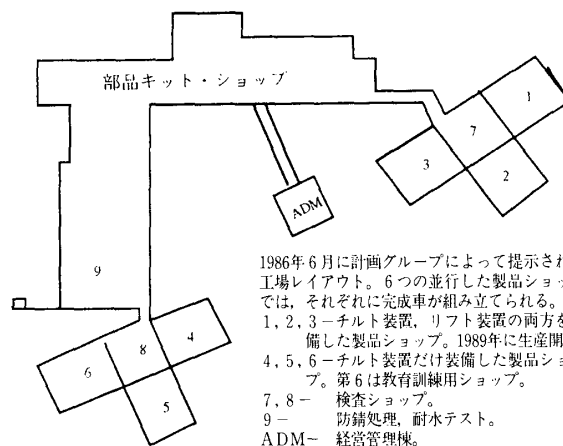 部品キット・ショップ
1
7
3
2
ADM
9
8
4
6
5
1986年6月に計画グループによって提示され
工場レイアウト。6つの並行した製品ショッ
では，それぞれに完成車が組み立てられる。
1，2，3－チルト装置，リフト装置の両方を
備した製品ショップ。1989年に生産開
4，5，6－チルト装置だけ装備した製品ショ
プ。第6は教育訓練用ショップ。
7，8－ 検査ショップ。
9－ 防錆処理，耐水テスト。
ADM－ 経営管理棟。